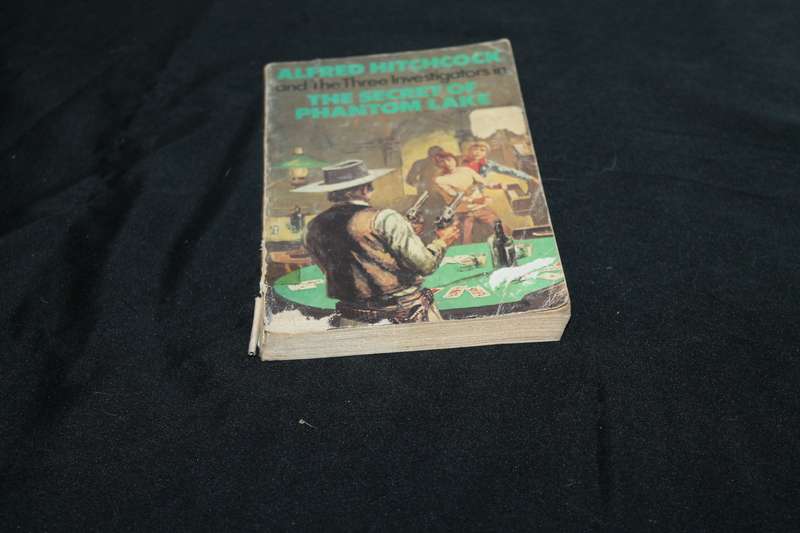 ALFRED HITCHCOCK
and The Three Investigators in
THE SECRET OF
PHANTOM LAKE